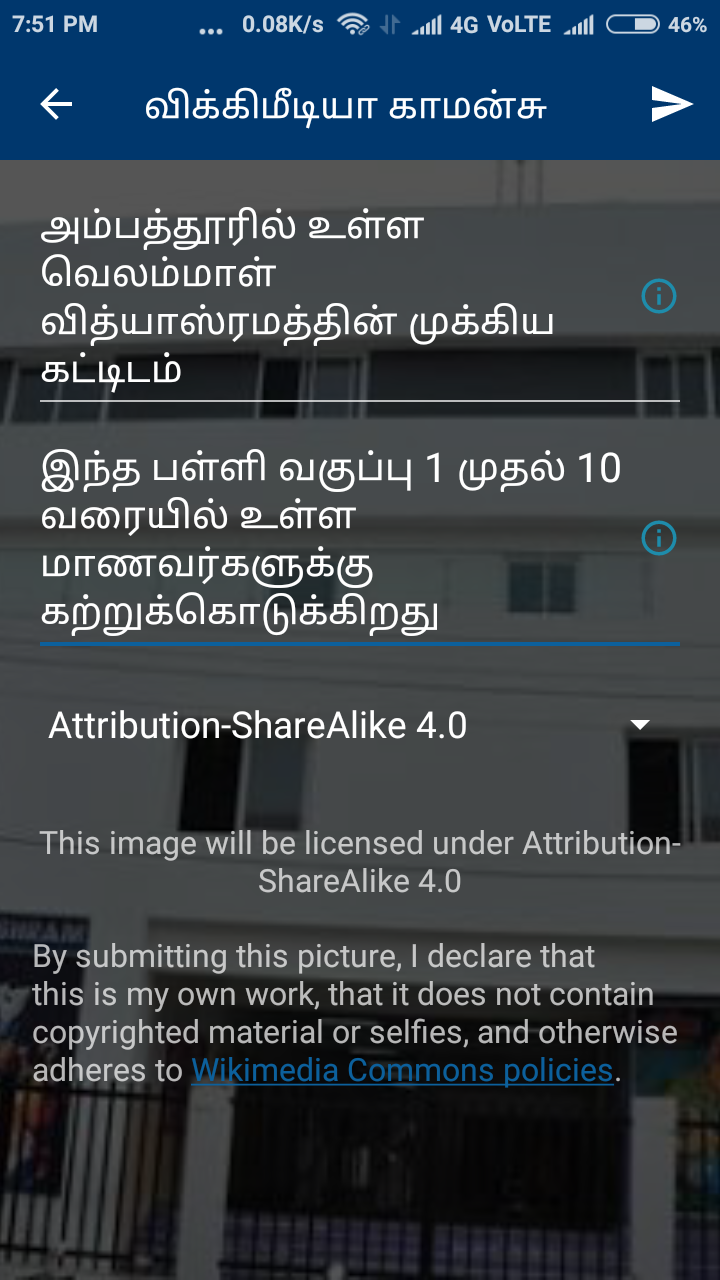 7:51 PM ... 0.08K/s 4G VoLTE 46%
விக்கிமீடியா காமன்சு
அம்பத்தூரில் உள்ள
வெலம்மாள்
வித்யாஸ்ரமத்தின் முக்கிய
கட்டிடம்
இந்த பள்ளி வகுப்பு 1 முதல் 10
வரையில் உள்ள
மாணவர்களுக்கு
கற்றுக்கொடுக்கிறது
Attribution-ShareAlike 4.0
This image will be licensed under Attribution-
ShareAlike 4.0
By submitting this picture, I declare that
this is my own work, that it does not contain
copyrighted material or selfies, and otherwise
adheres to Wikimedia Commons policies.